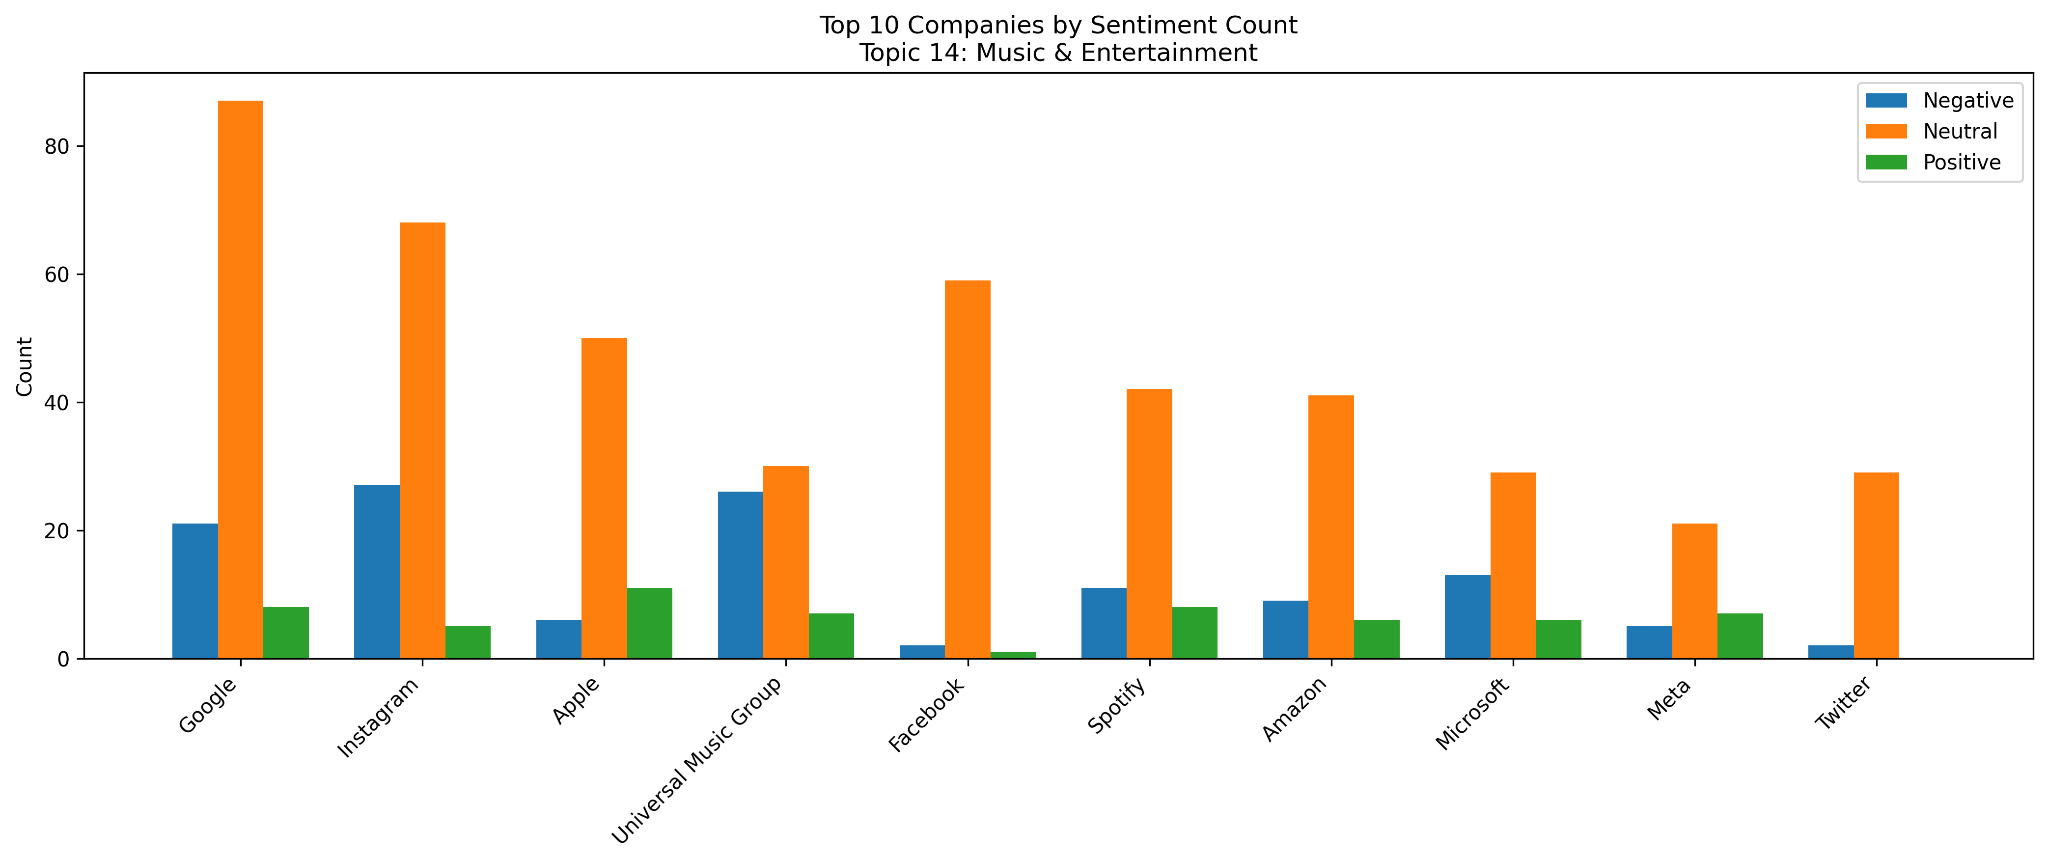 Top 10 Companies by Sentiment Count
Topic 14: Music & Entertainment
Negative
Neutral
Positive
Count
80
60
40
20
0
Google
Instagram
Apple
Universal Music Group
Facebook
Spotify
Amazon
Microsoft
Meta
Twitter